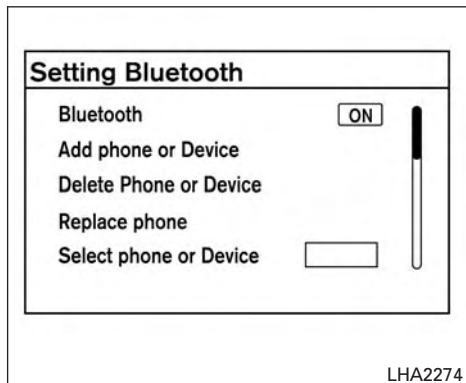 Setting Bluetooth
Bluetooth ON
Add phone or Device
Delete Phone or Device
Replace phone
Select phone or Device
LHA2274